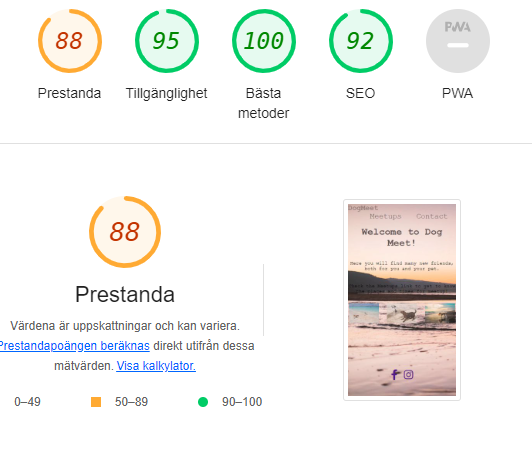 88 95 100 92 PWA
Prestanda Tillgänglighet Bästa metoder SEO PWA
88
Prestanda
Värdena är uppskattningar och kan variera.
Prestandapoängen beräknas direkt utifrån dessa
mätvärden. Visa kalkylator.
0–49 50–89 90–100
DogMeet
Meetups Contact
Welcome to Dog
Meet!
Here you will find many new friends,
both for you and your pet.